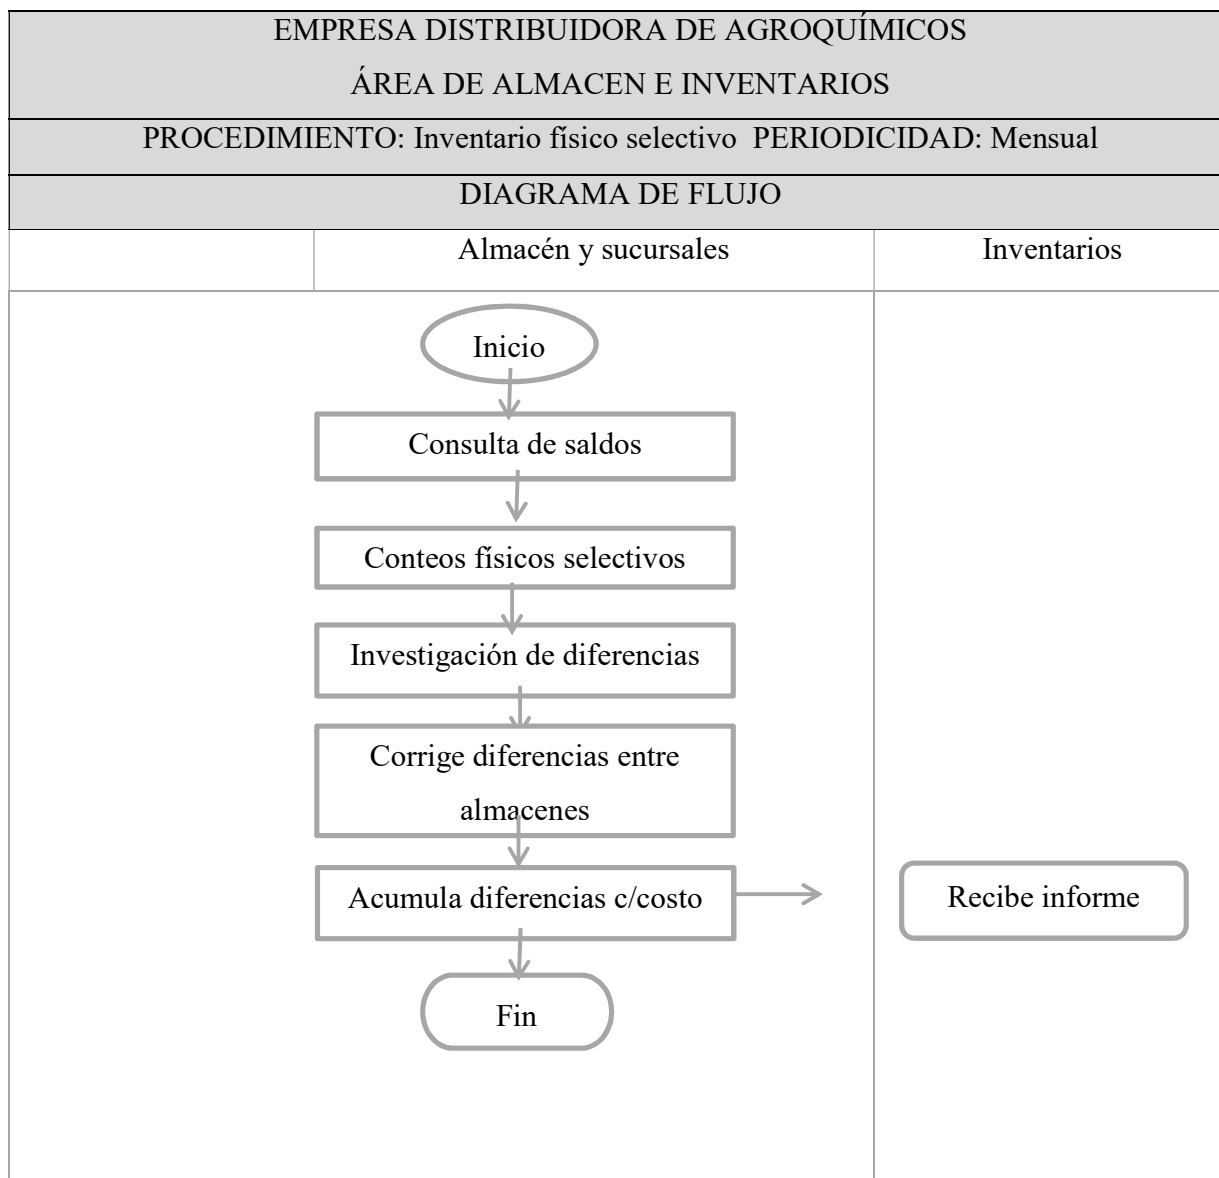 EMPRESA DISTRIBUIDORA DE AGROQUÍMICOS
ÁREA DE ALMACEN E INVENTARIOS
PROCEDIMIENTO: Inventario físico selectivo PERIODICIDAD: Mensual
DIAGRAMA DE FLUJO
Almacén y sucursales
Inventarios
Inicio
Consulta de saldos
Conteos físicos selectivos
Investigación de diferencias
Corrige diferencias entre
almacenes
Acumula diferencias c/costo
Recibe informe
Fin